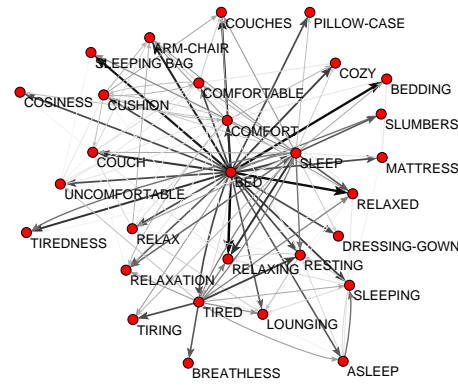 COUCHES
PILLOW-CASE
ARM-CHAIR
SLEEPING BAG
COZY
BEDDING
COSINESS
CUSHION
COMFORTABLE
SLUMBERS
COMFORT
COUCH
SLEEP
MATTRESS
BED
UNCOMFORTABLE
RELAXED
TIREDNESS
RELAX
DRESSING-GOWN
RELAXING
RESTING
RELAXATION
SLEEPING
TIRED
TIRING
LOUNGING
BREATHLESS
ASLEEP